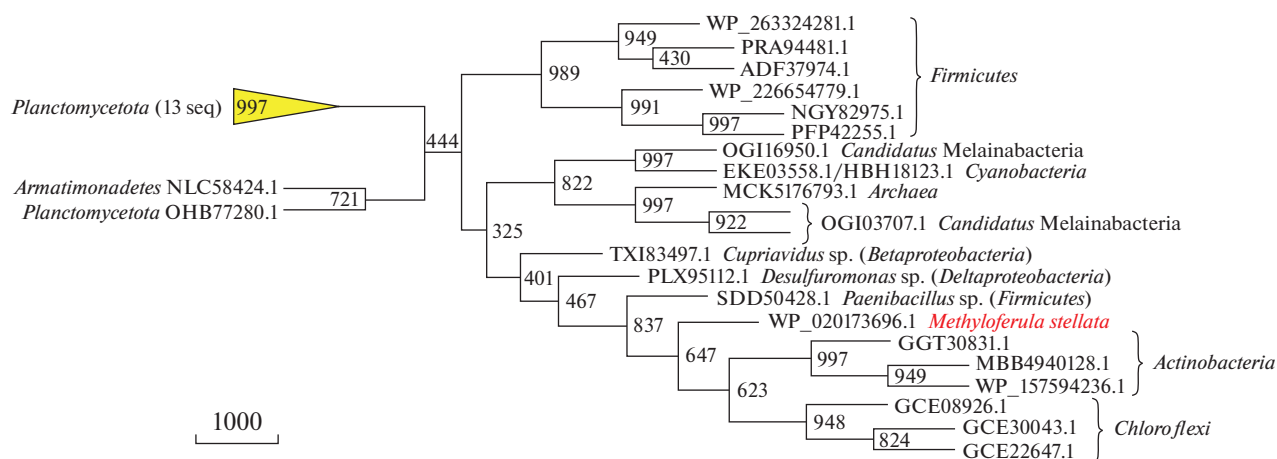 WP_263324281.1
949
PRA94481.1
430
ADF37974.1
989
Firmicutes
WP_226654779.1
991
NGY82975.1
997
PFP42255.1
Planctomycetota (13 seq)
997
444
Armatimonadetes NLC58424.1
721
Planctomycetota OHB77280.1
OGI16950.1 Candidatus Melainabacteria
997
EKE03558.1/HBH18123.1 Cyanobacteria
822
MCK5176793.1 Archaea
997
922
OGI03707.1 Candidatus Melainabacteria
325
TXI83497.1 Cupriavidus sp. (Betaproteobacteria)
401
PLX95112.1 Desulfuromonas sp. (Deltaproteobacteria)
467
SDD50428.1 Paenibacillus sp. (Firmicutes)
837
WP_020173696.1 Methyloferula stellata
647
GGT30831.1
997
MBB4940128.1
949
WP_157594236.1
Actinobacteria
623
GCE08926.1
948
GCE30043.1
824
GCE22647.1
Chloroflexi
1000